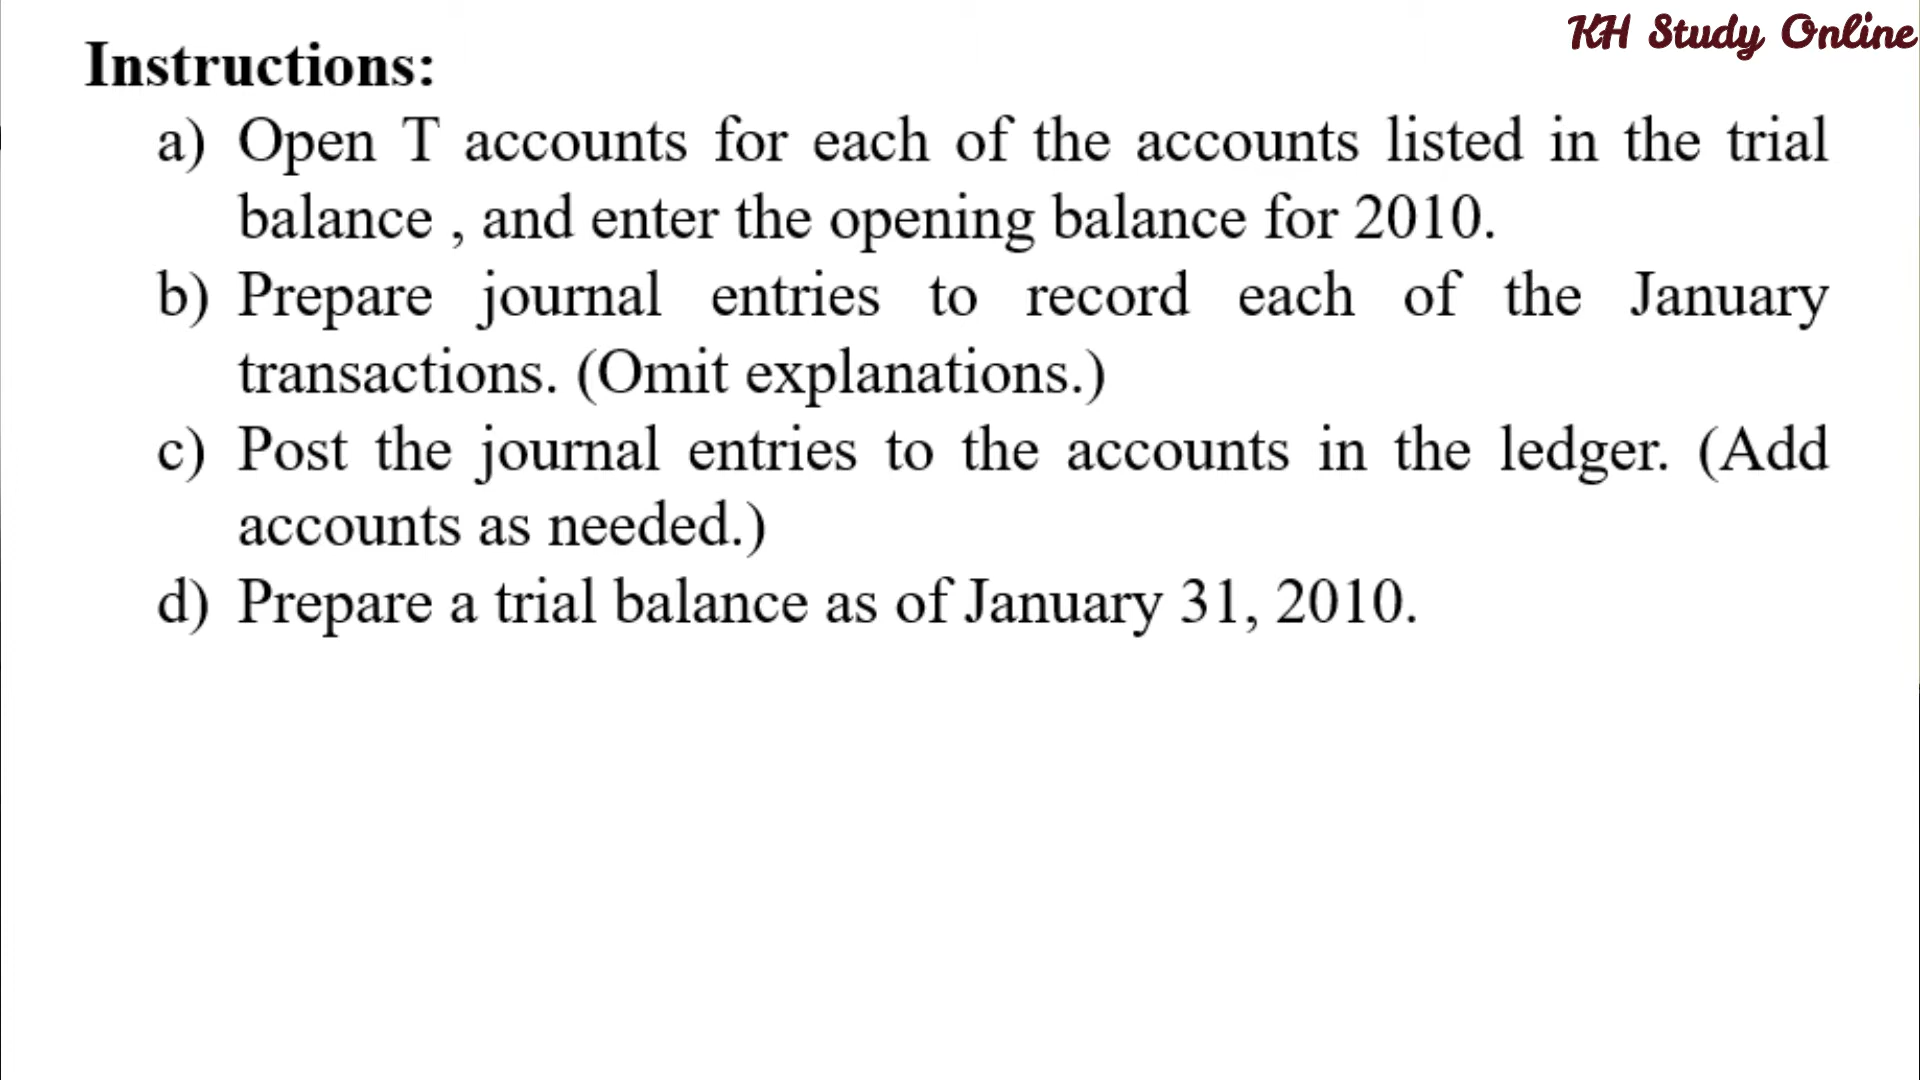 KH Study Online
Instructions:
a) Open T accounts for each of the accounts listed in the trial
balance , and enter the opening balance for 2010.
b) Prepare journal entries to record each of the January
transactions. (Omit explanations.)
c) Post the journal entries to the accounts in the ledger. (Add
accounts as needed.)
d) Prepare a trial balance as of January 31, 2010.